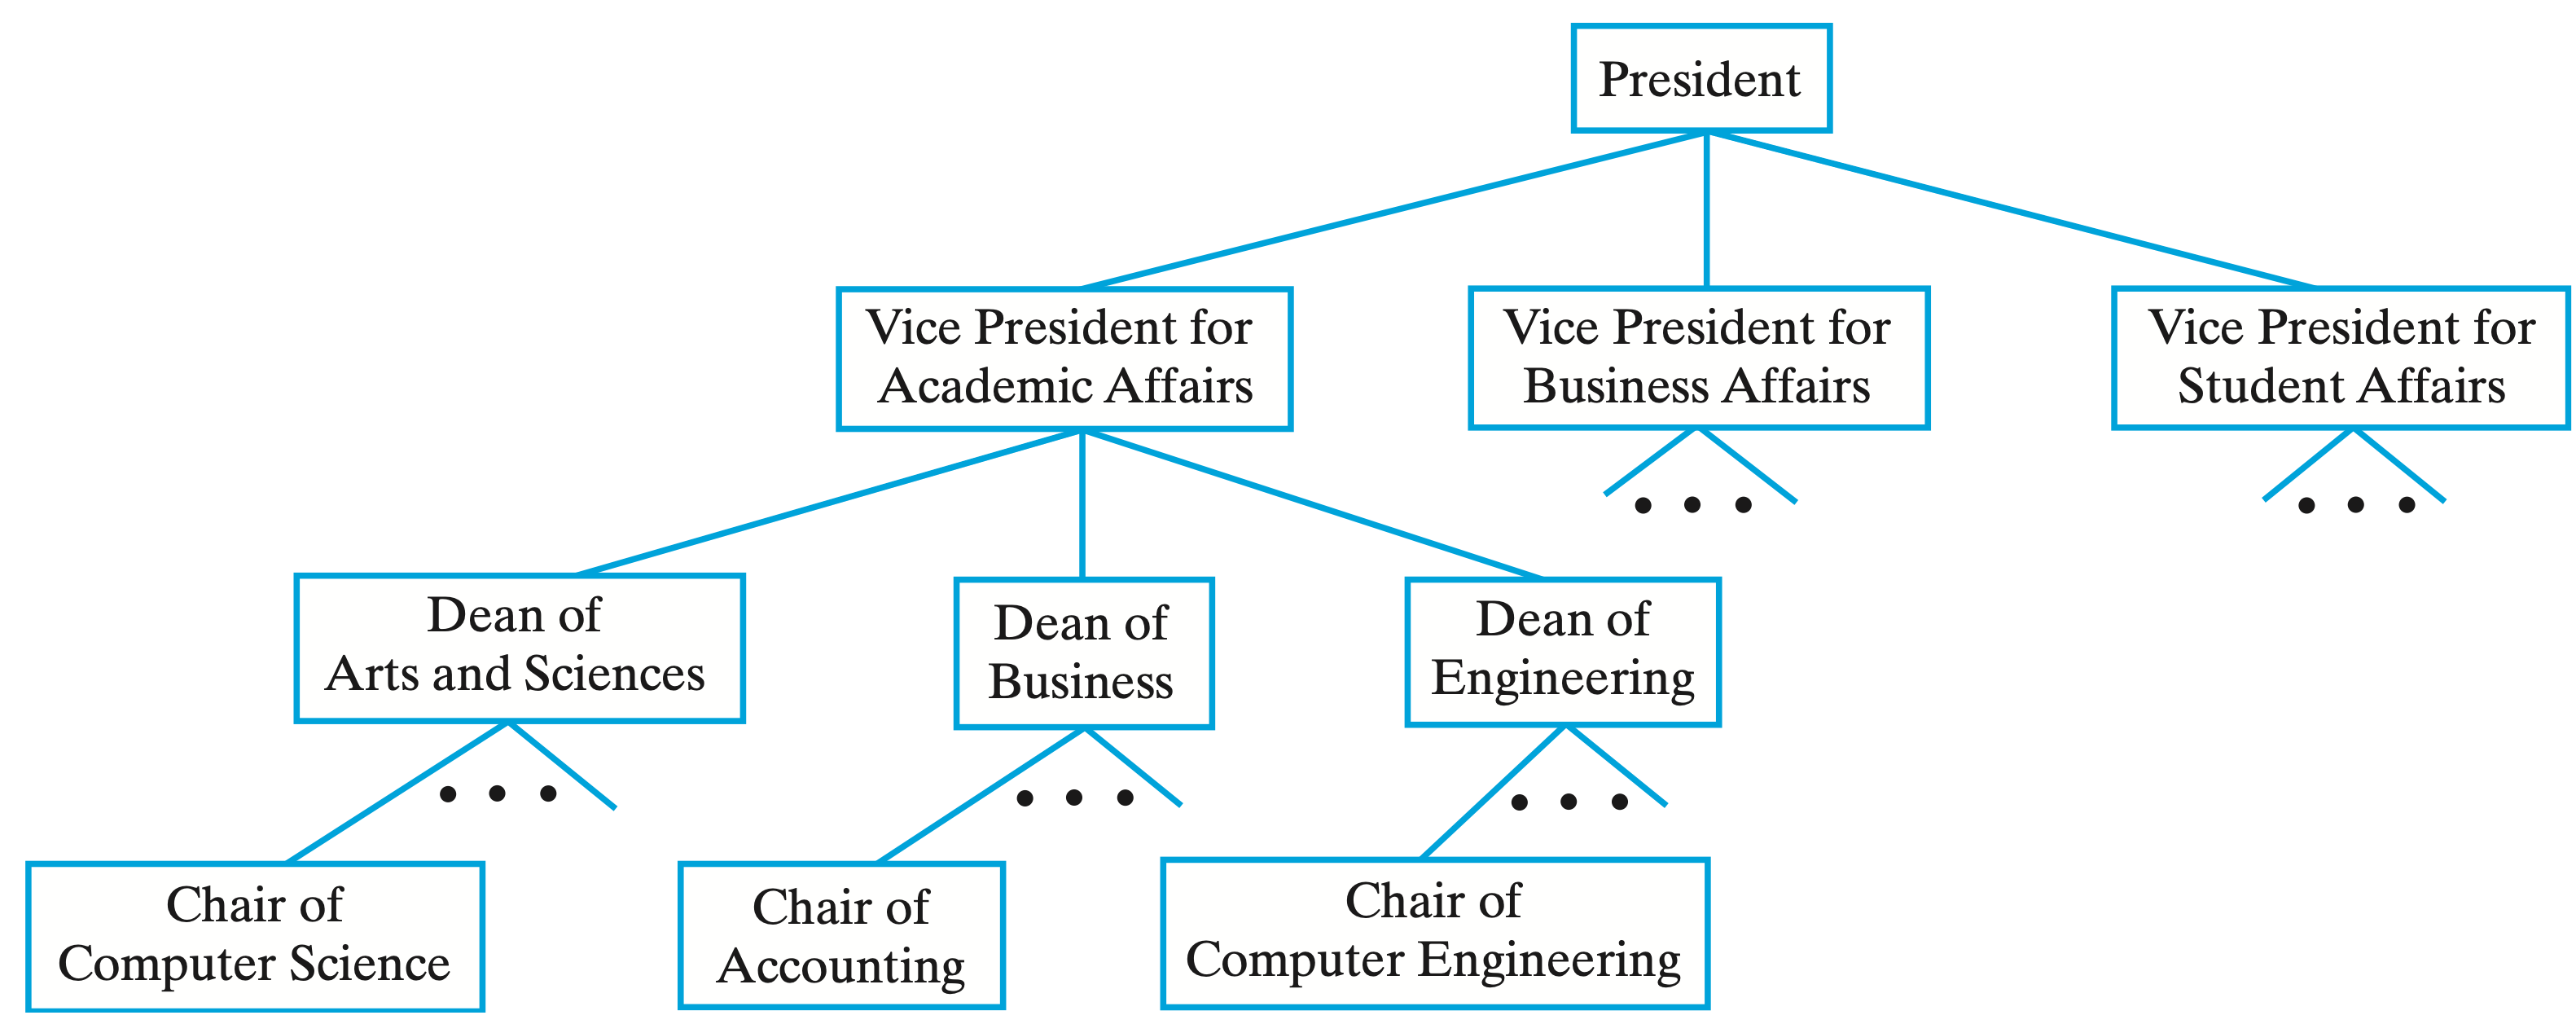 President
Vice President for
Academic Affairs
Vice President for
Business Affairs
Vice President for
Student Affairs
Dean of
Arts and Sciences
Dean of
Business
Dean of
Engineering
Chair of
Computer Science
Chair of
Accounting
Chair of
Computer Engineering